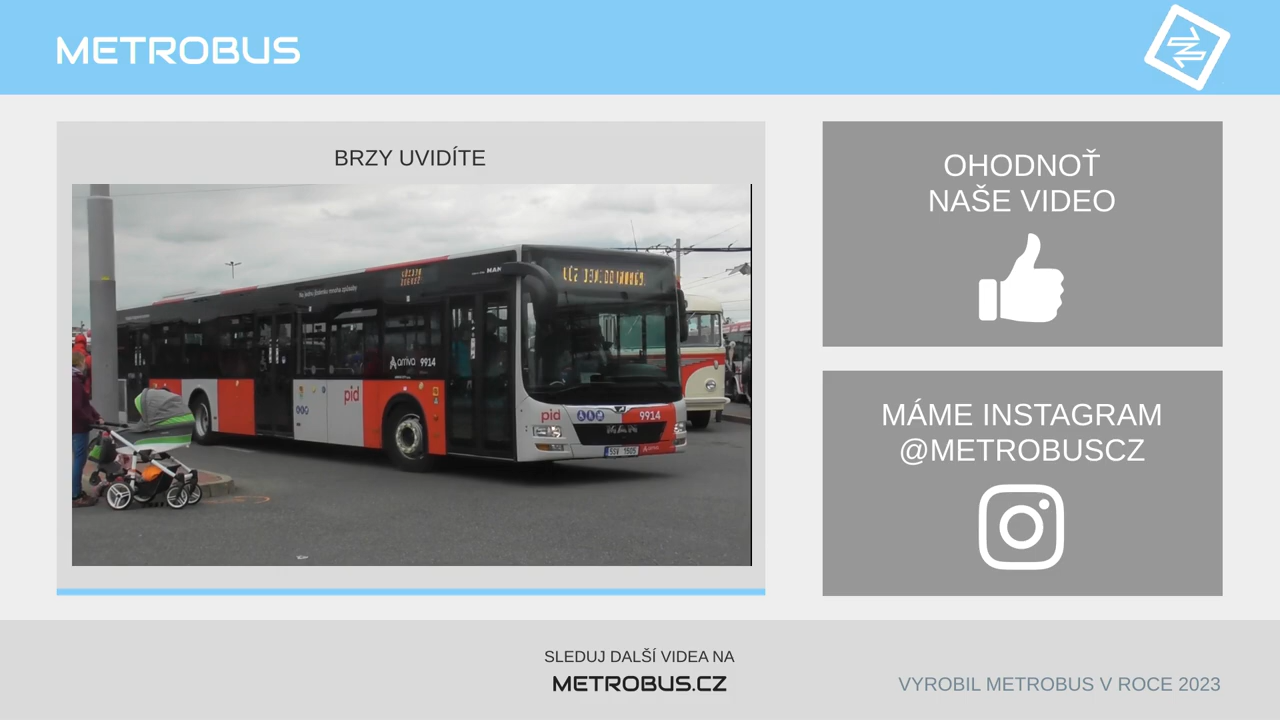 METROBUS
BRZY UVIDÍTE
MAN
arriva 9914
pid
pid
9914
OHODNOŤ
NAŠE VIDEO
MÁME INSTAGRAM
@METROBUSCZ
SLEDUJ DALŠÍ VIDEA NA
METROBUS.CZ
VYROBIL METROBUS V ROCE 2023